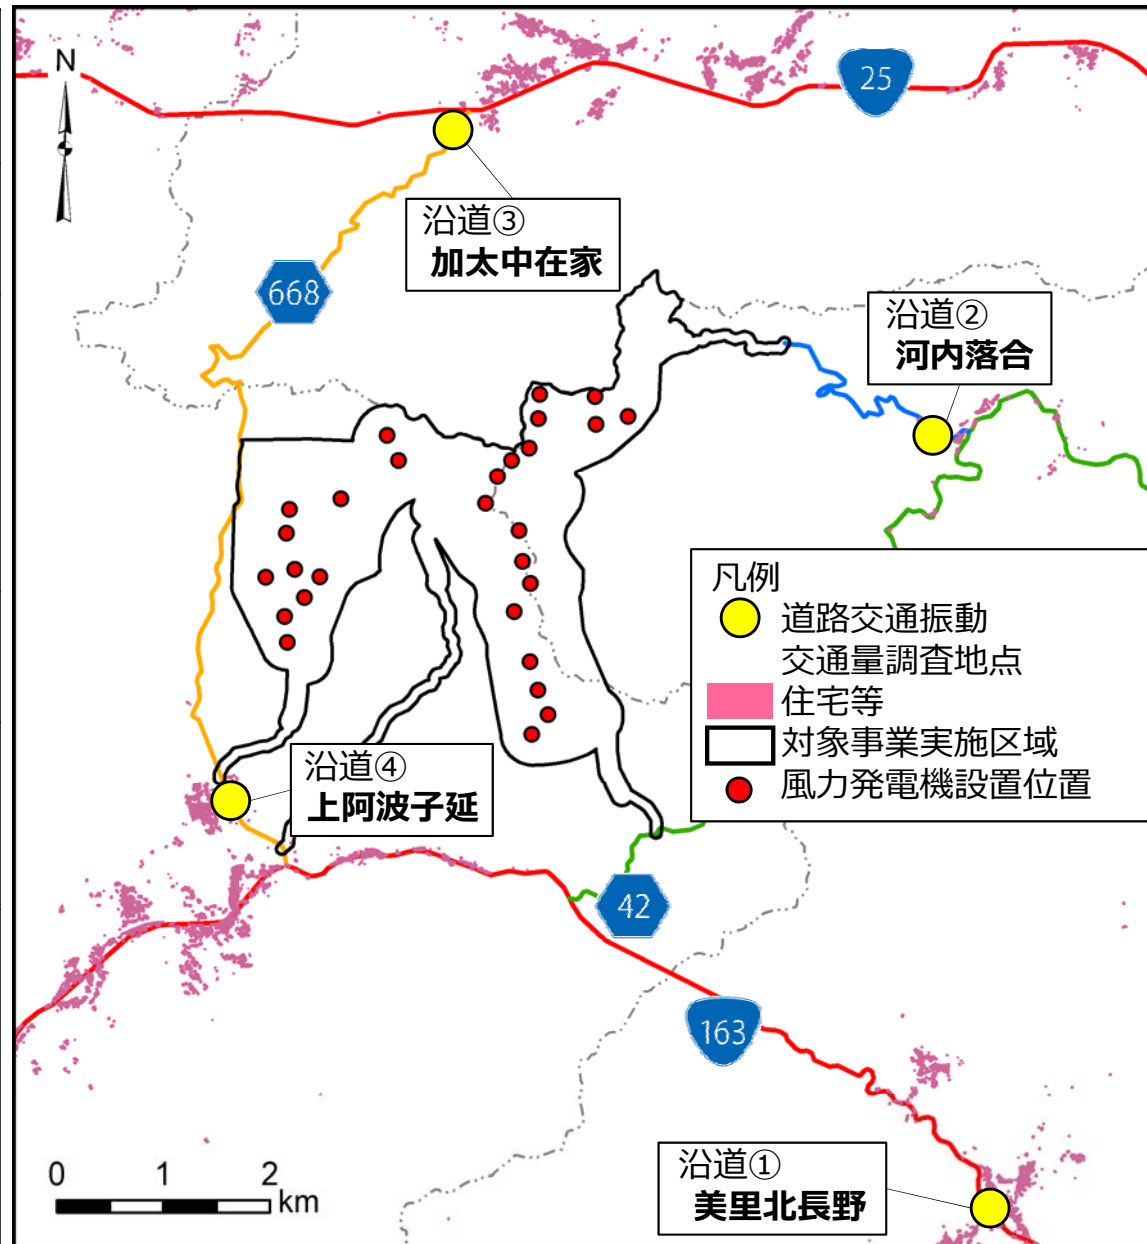 N
25
沿道③
加太中在家
668
沿道②
河内落合
凡例
道路交通振動
交通量調査地点
住宅等
対象事業実施区域
風力発電機設置位置
沿道④
上阿波子延
42
163
沿道①
美里北長野
0 1 2
km